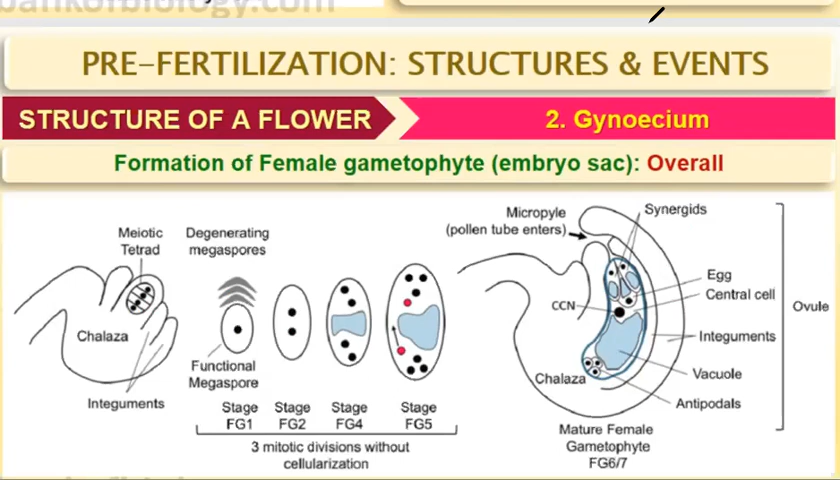 bankofbiology.com
PRE-FERTILIZATION: STRUCTURES & EVENTS
STRUCTURE OF A FLOWER
2. Gynoecium
Formation of Female gametophyte (embryo sac): Overall
Meiotic
Tetrad
Chalaza
Integuments
Degenerating
megaspores
Functional
Megaspore
Stage
FG1
Stage
FG2
Stage
FG4
Stage
FG5
3 mitotic divisions without
cellularization
Micropyle
(pollen tube enters)
Synergids
Egg
Central cell
CCN
Integuments
Ovule
Vacuole
Chalaza
Antipodals
Mature Female
Gametophyte
FG6/7